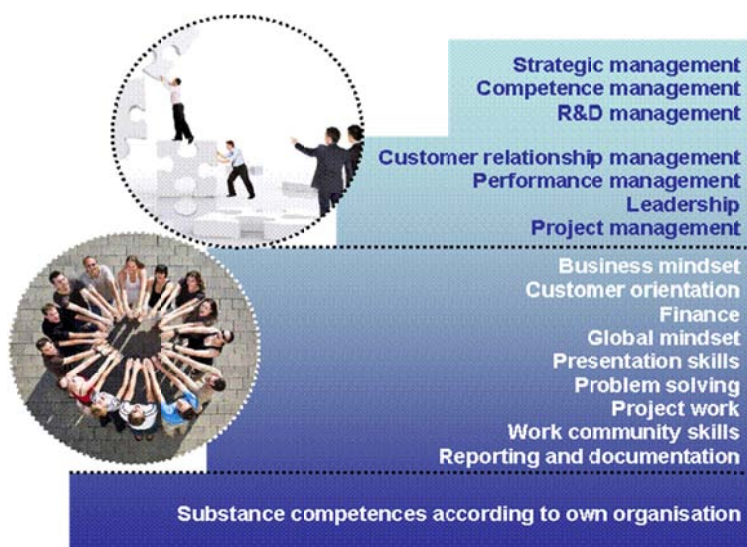 Strategic management
Competence management
R&D management
Customer relationship management
Performance management
Leadership
Project management
Business mindset
Customer orientation
Finance
Global mindset
Presentation skills
Problem solving
Project work
Work community skills
Reporting and documentation
Substance competences according to own organisation